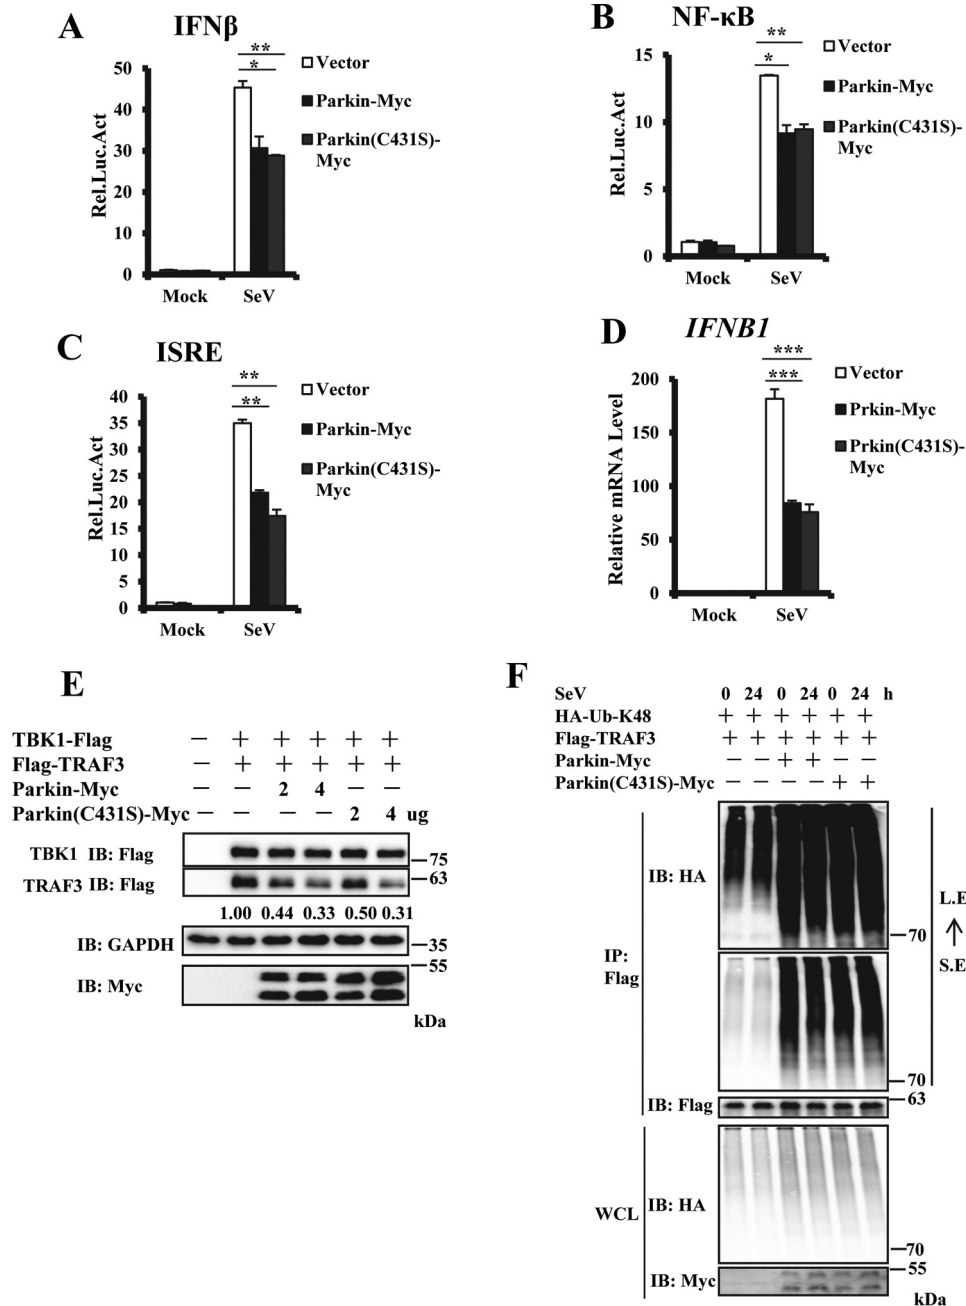 A
IFNβ
Rel.Luc.Act
50
40
30
20
10
0
**
*
Mock SeV
Vector
Parkin-Myc
Parkin(C431S)-
Myc
B
NF-κB
Rel.Luc.Act
15
10
5
0
**
*
Mock SeV
Vector
Parkin-Myc
Parkin(C431S)-
Myc
C
ISRE
Rel.Luc.Act
40
35
30
25
20
15
10
5
0
**
**
Mock SeV
Vector
Parkin-Myc
Parkin(C431S)-
Myc
D
IFNB1
Relative mRNA Level
200
150
100
50
0
***
***
Mock SeV
Vector
Prkin-Myc
Prkin(C431S)-
Myc
E
TBK1-Flag — + + + + +
Flag-TRAF3 — + + + + +
Parkin-Myc — — 2 4 — —
Parkin(C431S)-Myc — — — — 2 4 ug
TBK1 IB: Flag 75
TRAF3 IB: Flag 63
1.00 0.44 0.33 0.50 0.31
IB: GAPDH 35
55
IB: Myc
kDa
F
SeV 0 24 0 24 0 24 h
HA-Ub-K48 + + + + + +
Flag-TRAF3 + + + + + +
Parkin-Myc — — + + — —
Parkin(C431S)-Myc — — — — + +
IB: HA
70
L.E
S.E
IP:
Flag
70
IB: Flag 63
WCL
IB: HA
70
IB: Myc 55
kDa